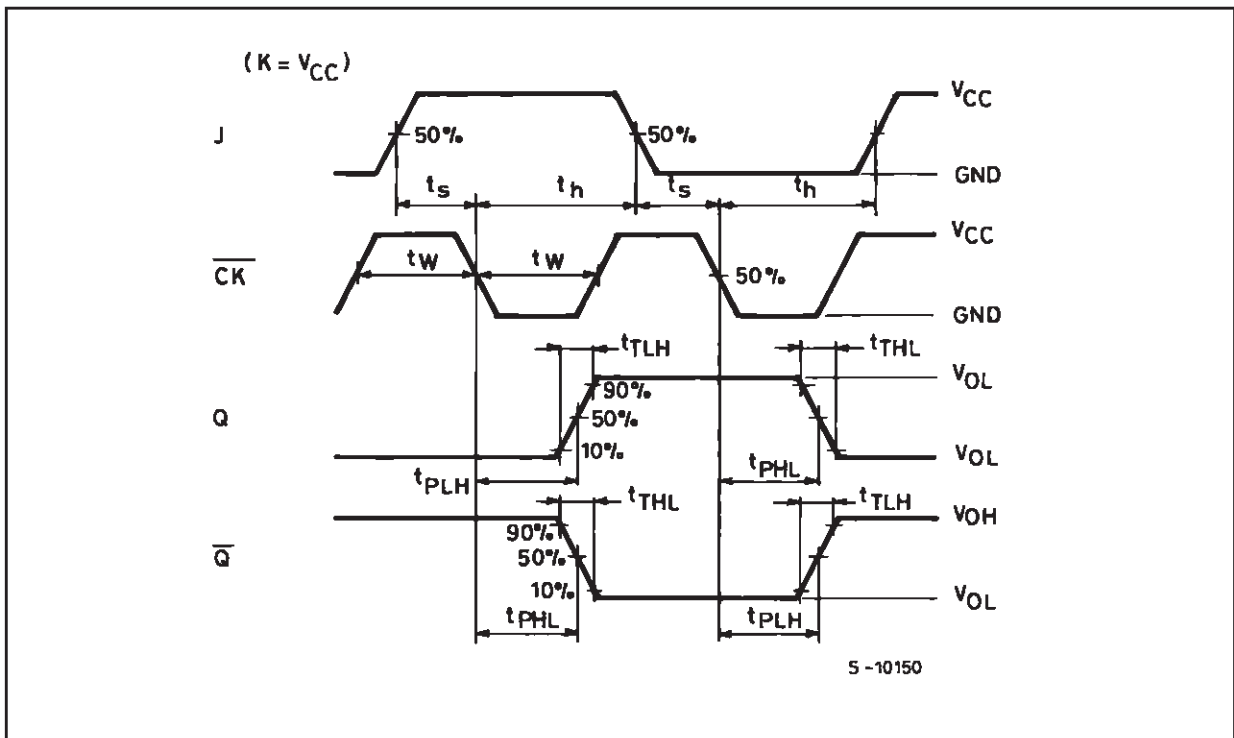 (K = VCC)
VCC
J
50%
50%
GND
ts
th
ts
th
VCC
CK
tW
tW
50%
GND
tTLH
tTHL
VOL
90%
Q
50%
10%
VOL
tPLH
tPHL
tTHL
tTLH
VOH
90%
Q
50%
10%
VOL
tPHL
tPLH
S-10150